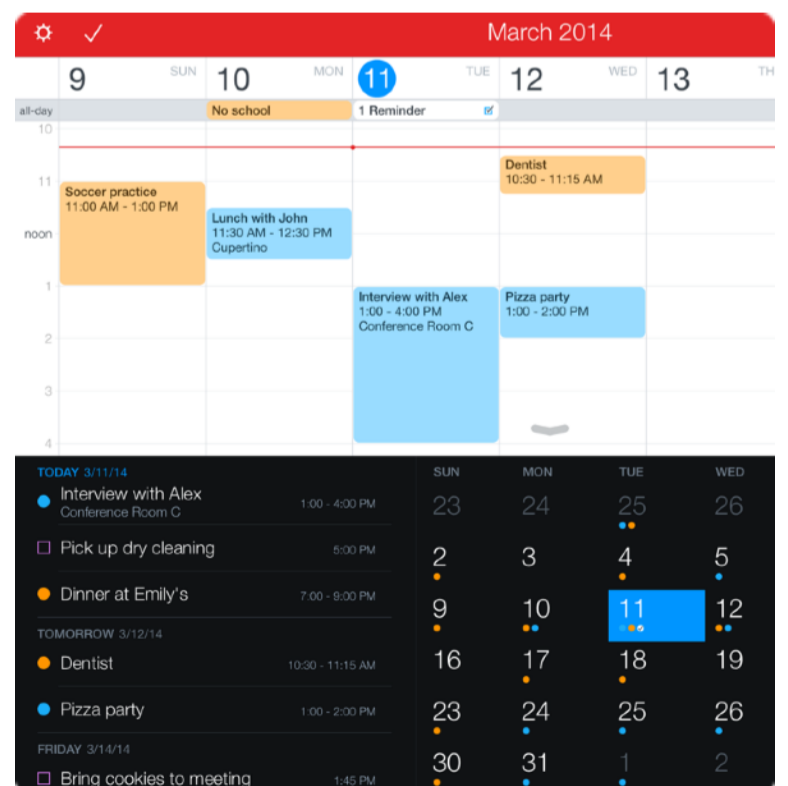 March 2014
9 SUN 10 MON 11 TUE 12 WED 13 TH
all-day No school 1 Reminder
10
11
noon
1
2
3
4
Soccer practice
11:00 AM - 1:00 PM
Lunch with John
11:30 AM - 12:30 PM
Cupertino
Interview with Alex
1:00 - 4:00 PM
Conference Room C
Dentist
10:30 - 11:15 AM
Pizza party
1:00 - 2:00 PM
TODAY 3/11/14
Interview with Alex
Conference Room C 1:00 - 4:00 PM
Pick up dry cleaning 5:00 PM
Dinner at Emily's 7:00 - 9:00 PM
TOMORROW 3/12/14
Dentist 10:30 - 11:15 AM
Pizza party 1:00 - 2:00 PM
FRIDAY 3/14/14
Bring cookies to meeting 1:45 PM
SUN MON TUE WED
23 24 25 26
2 3 4 5
9 10 11 12
16 17 18 19
23 24 25 26
30 31 1 2